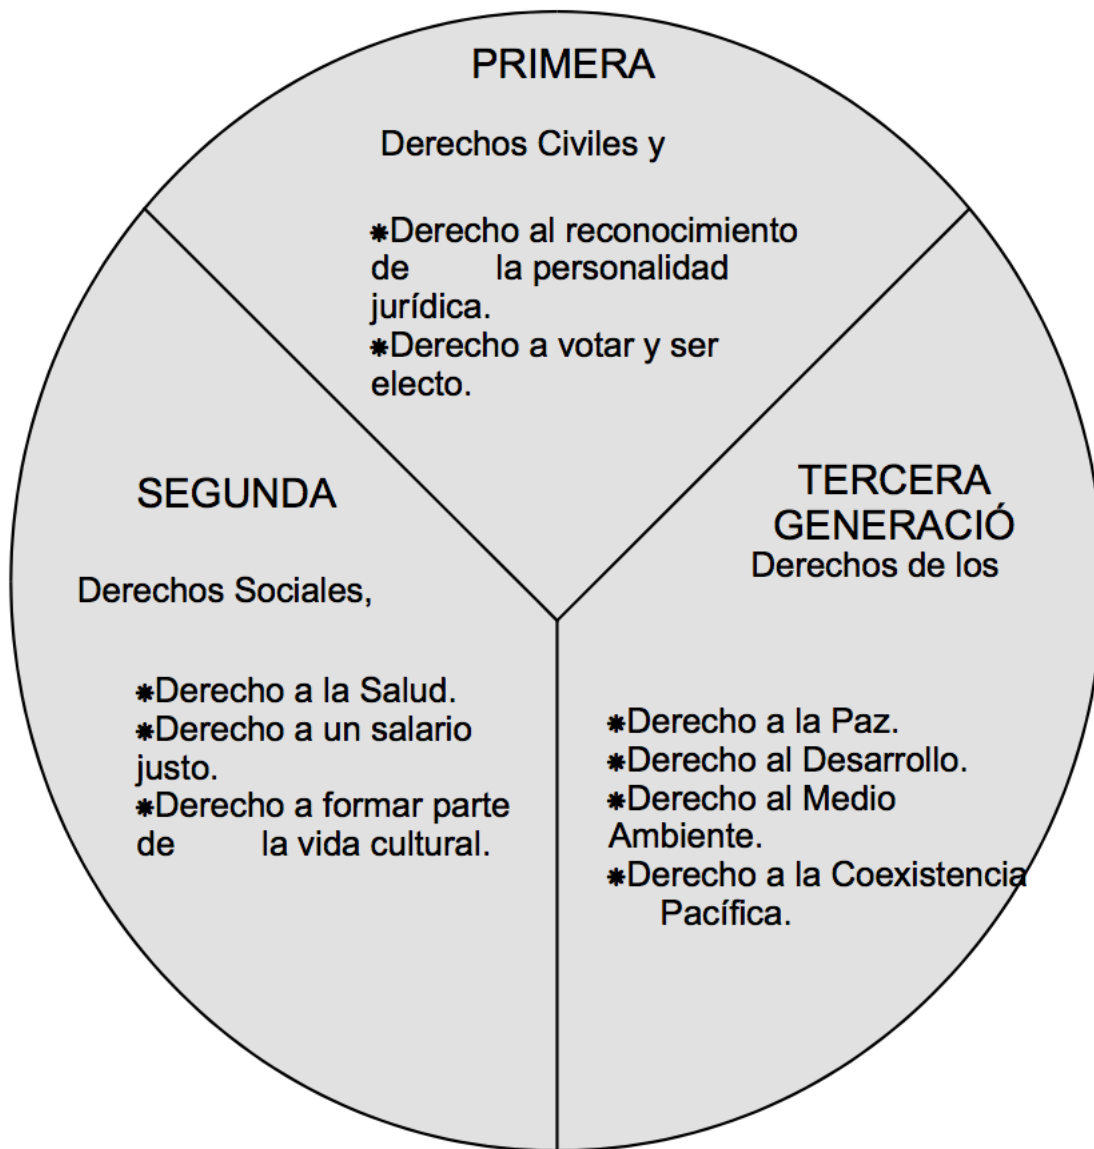 PRIMERA
Derechos Civiles y
⁕Derecho al reconocimiento
de la personalidad
jurídica.
⁕Derecho a votar y ser
electo.
SEGUNDA
Derechos Sociales,
⁕Derecho a la Salud.
⁕Derecho a un salario
justo.
⁕Derecho a formar parte
de la vida cultural.
TERCERA
GENERACIÓ
Derechos de los
⁕Derecho a la Paz.
⁕Derecho al Desarrollo.
⁕Derecho al Medio
Ambiente.
⁕Derecho a la Coexistencia
Pacífica.